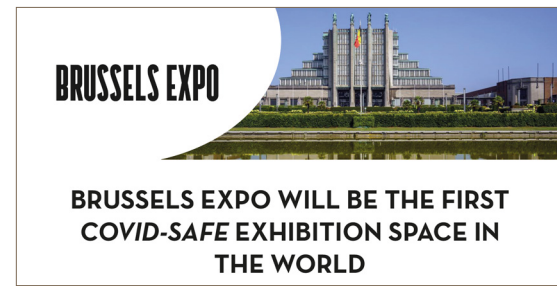 BRUSSELS EXPO
BRUSSELS EXPO WILL BE THE FIRST
COVID-SAFE EXHIBITION SPACE IN
THE WORLD